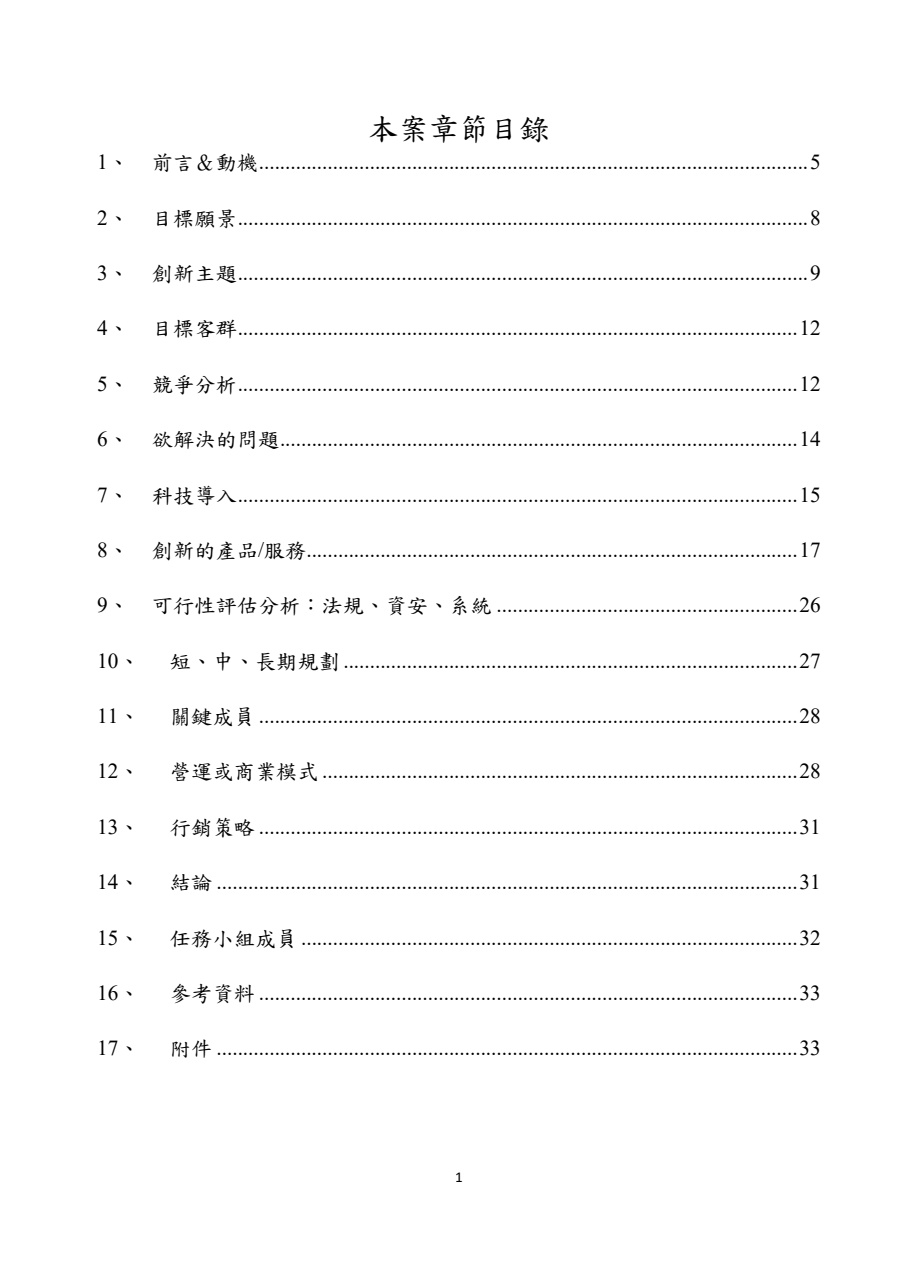 本案章節目錄
1、 前言＆動機........................................................................................................5
2、 目標願景............................................................................................................8
3、 創新主題............................................................................................................9
4、 目標客群..........................................................................................................12
5、 競爭分析..........................................................................................................12
6、 欲解決的問題..................................................................................................14
7、 科技導入..........................................................................................................15
8、 創新的產品/服務.............................................................................................17
9、 可行性評估分析：法規、資安、系統 .........................................................26
10、 短、中、長期規劃 ......................................................................................27
11、 關鍵成員 ......................................................................................................28
12、 營運或商業模式 ..........................................................................................28
13、 行銷策略 ......................................................................................................31
14、 結論 ..............................................................................................................31
15、 任務小組成員 ..............................................................................................32
16、 參考資料 ......................................................................................................33
17、 附件 ..............................................................................................................33
1